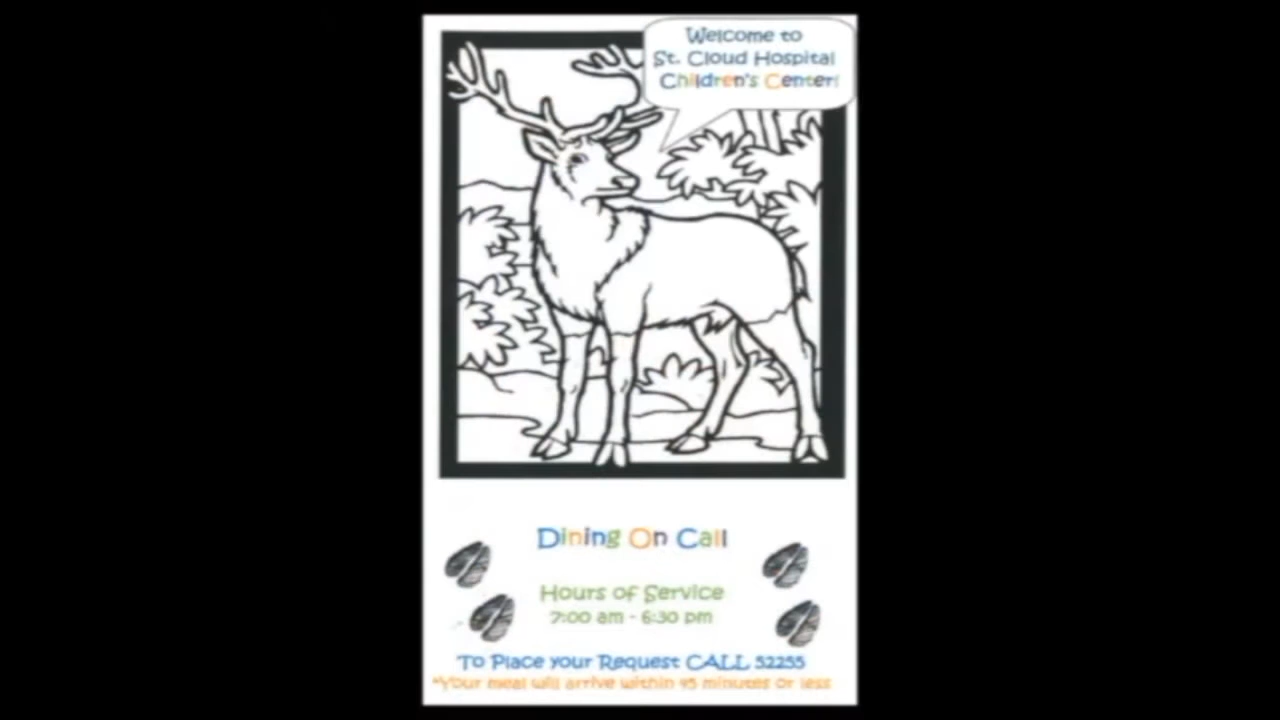 Welcome to
St. Cloud Hospital
Children's Center!
Dining On Call
Hours of Service
7:00 am - 6:30 pm
To Place your Request CALL 52255
*Your meal will arrive within 45 minutes or less